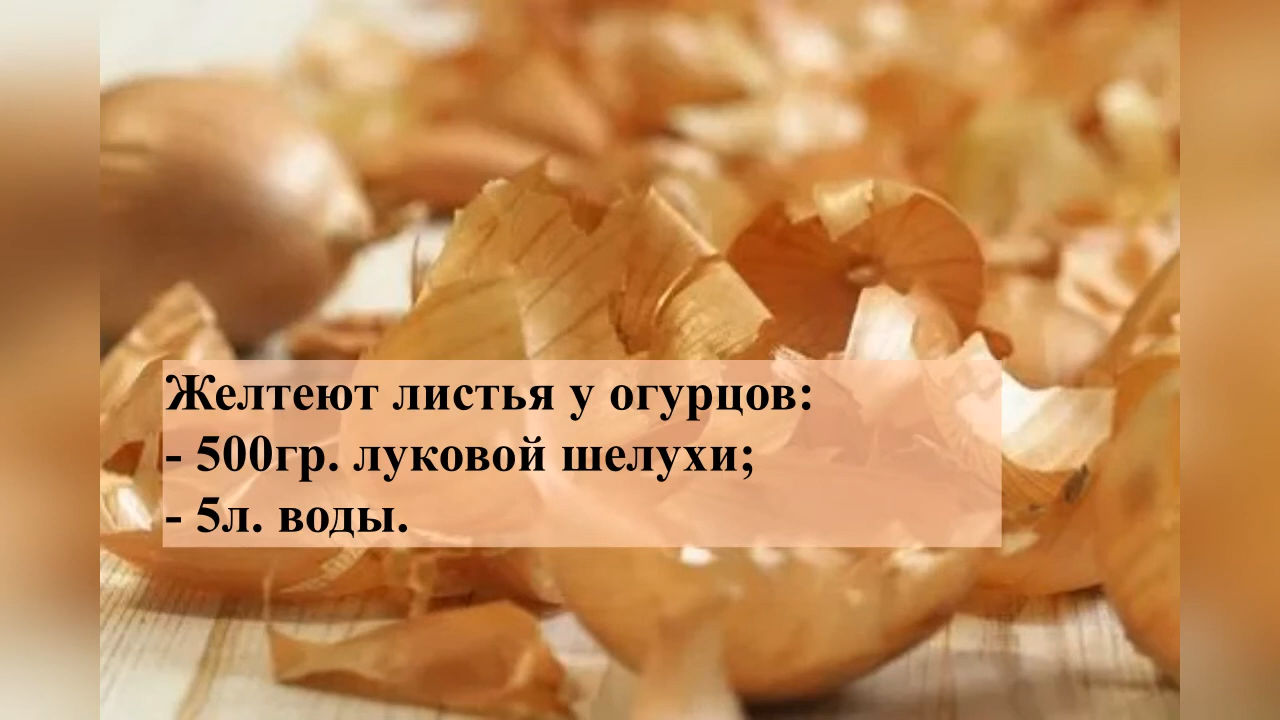 Желтеют листья у огурцов:
- 500гр. луковой шелухи;
- 5л. воды.